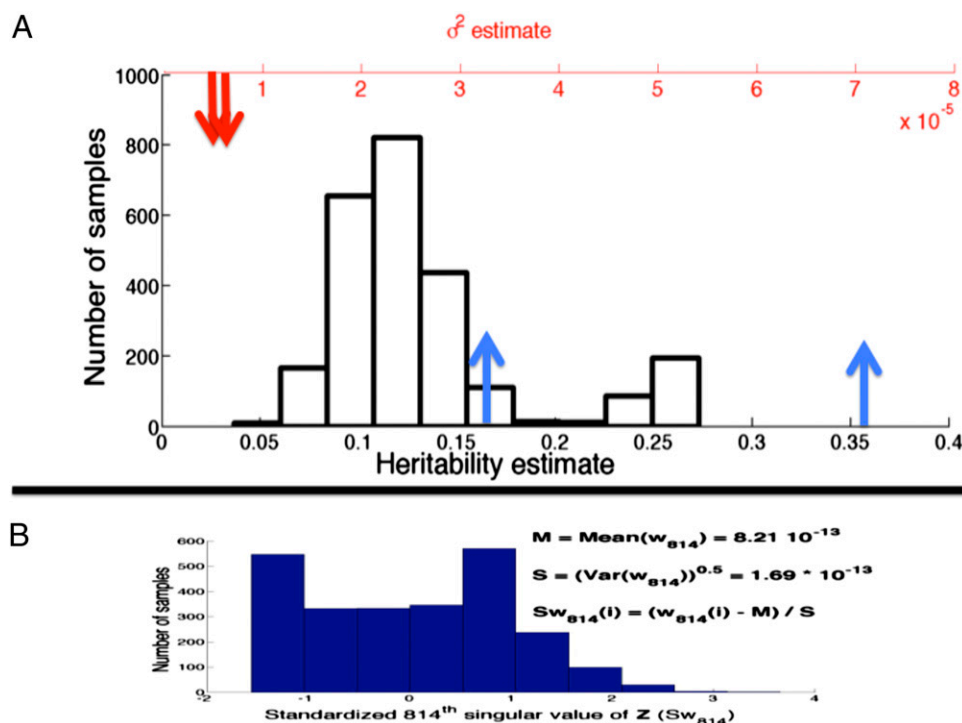 A
σ² estimate
1 2 3 4 5 6 7 8
x 10⁻⁵
1000
800
600
400
200
0
Number of samples
0 0.05 0.1 0.15 0.2 0.25 0.3 0.35 0.4
Heritability estimate
B
M = Mean(w₈₁₄) = 8.21 10⁻¹³
S = (Var(w₈₁₄))⁰·⁵ = 1.69 * 10⁻¹³
Sw₈₁₄(i) = (w₈₁₄(i) - M) / S
600
500
400
300
200
100
0
Number of samples
-2 -1 0 1 2 3 4
Standardized 814ᵗʰ singular value of Z (Sw₈₁₄)